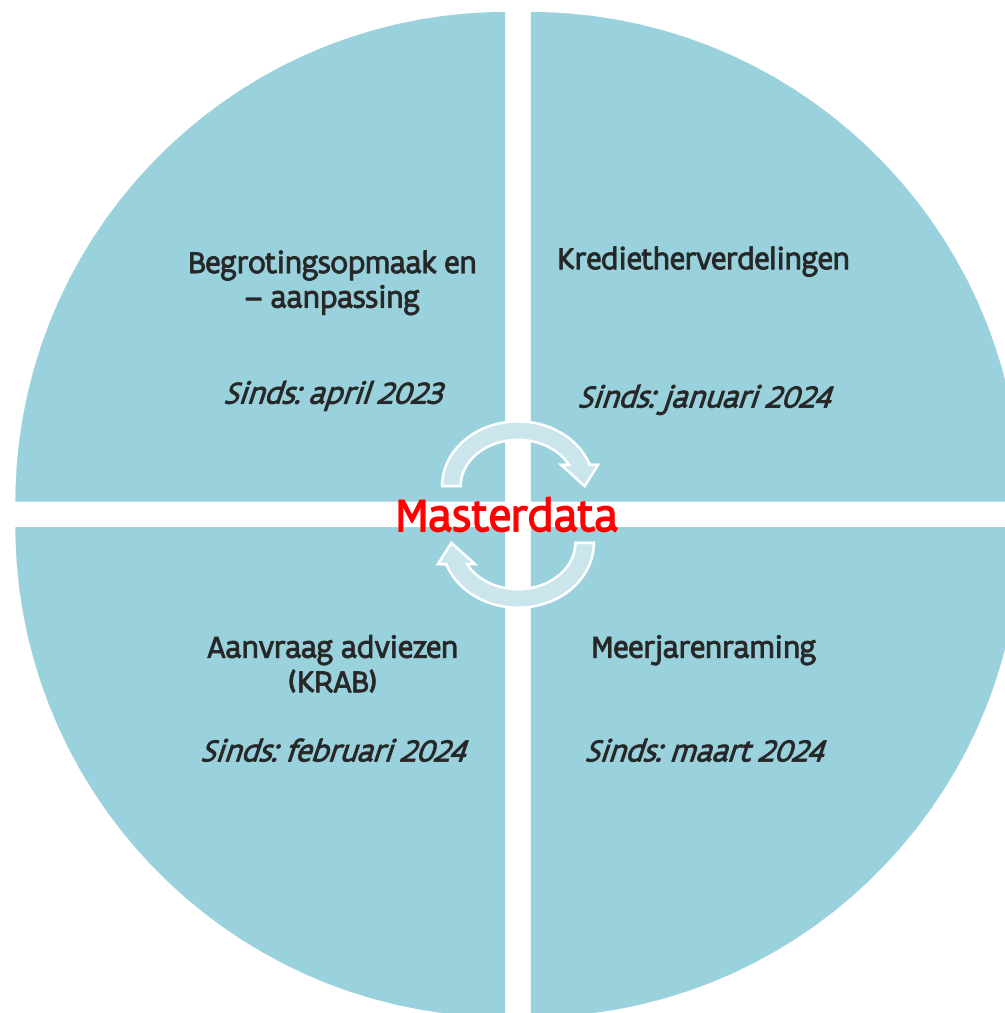 Begrotingsopmaak en
– aanpassing
Sinds: april 2023
Kredietherverdelingen
Sinds: januari 2024
Masterdata
Aanvraag adviezen
(KRAB)
Sinds: februari 2024
Meerjarenraming
Sinds: maart 2024